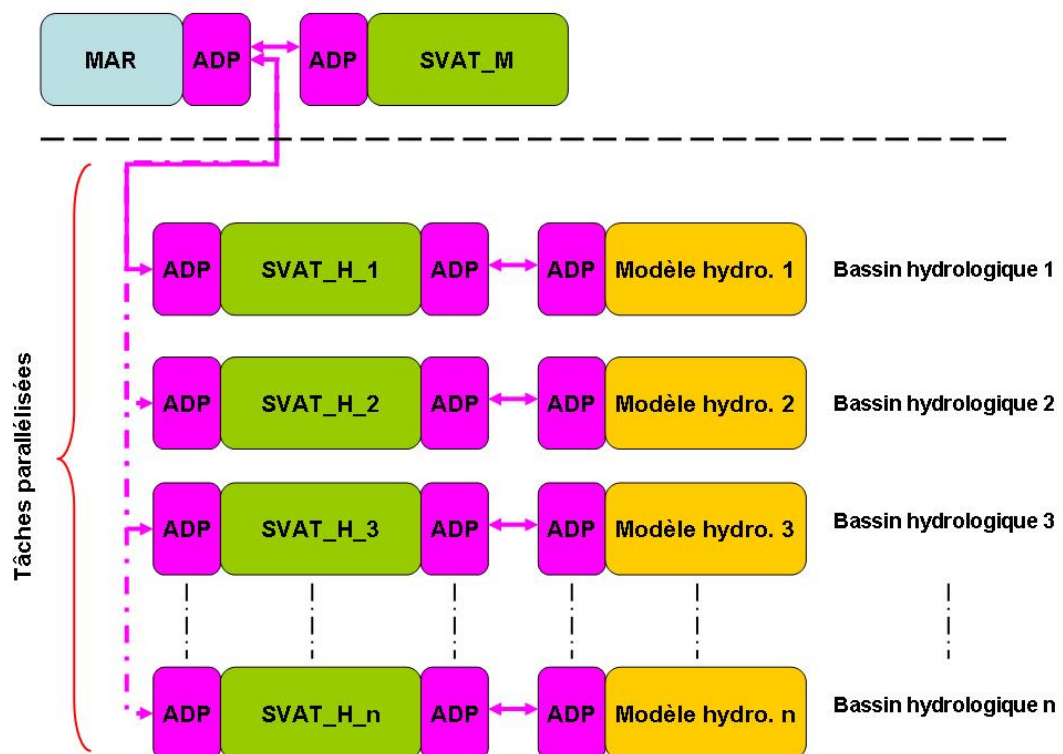 MAR ADP ADP SVAT_M
Tâches parallélisées
ADP SVAT_H_1 ADP ADP Modèle hydro. 1 Bassin hydrologique 1
ADP SVAT_H_2 ADP ADP Modèle hydro. 2 Bassin hydrologique 2
ADP SVAT_H_3 ADP ADP Modèle hydro. 3 Bassin hydrologique 3
ADP SVAT_H_n ADP ADP Modèle hydro. n Bassin hydrologique n